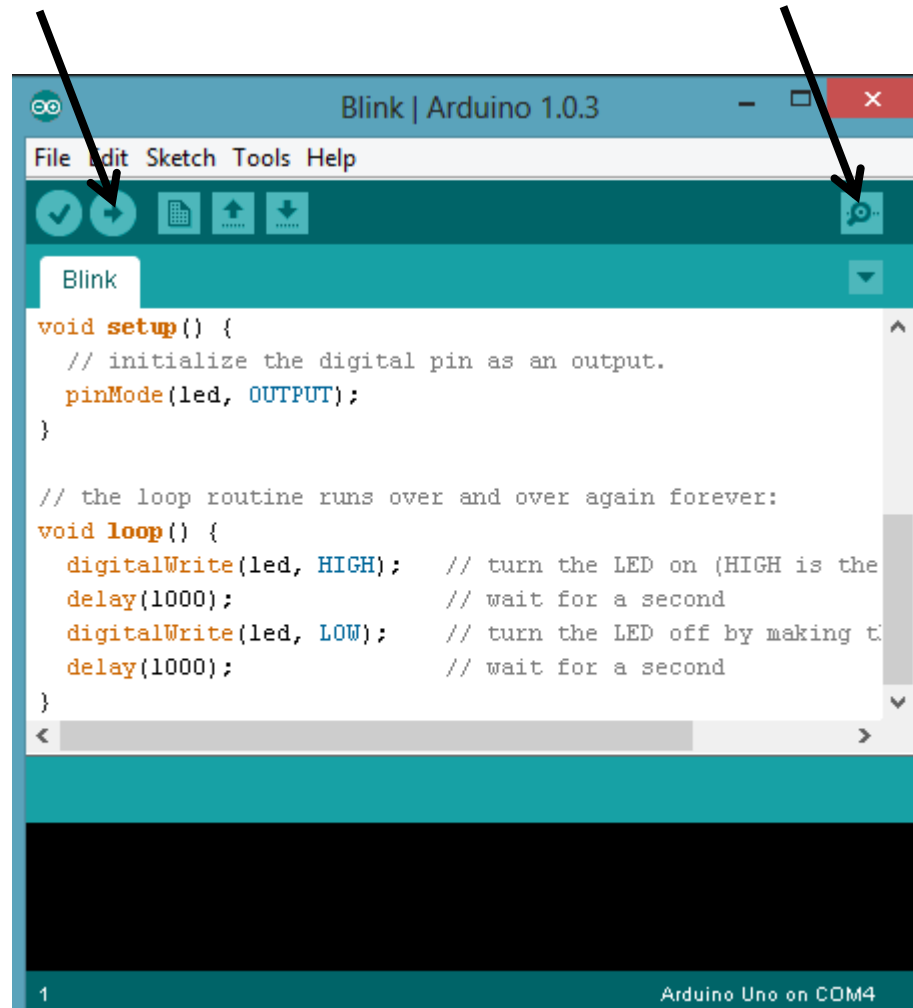 Blink | Arduino 1.0.3
File Edit Sketch Tools Help
Blink
void setup() {
  // initialize the digital pin as an output.
  pinMode(led, OUTPUT);
}
// the loop routine runs over and over again forever:
void loop() {
  digitalWrite(led, HIGH);   // turn the LED on (HIGH is the
  delay(1000);               // wait for a second
  digitalWrite(led, LOW);    // turn the LED off by making
  delay(1000);               // wait for a second
}
1 Arduino Uno on COM4